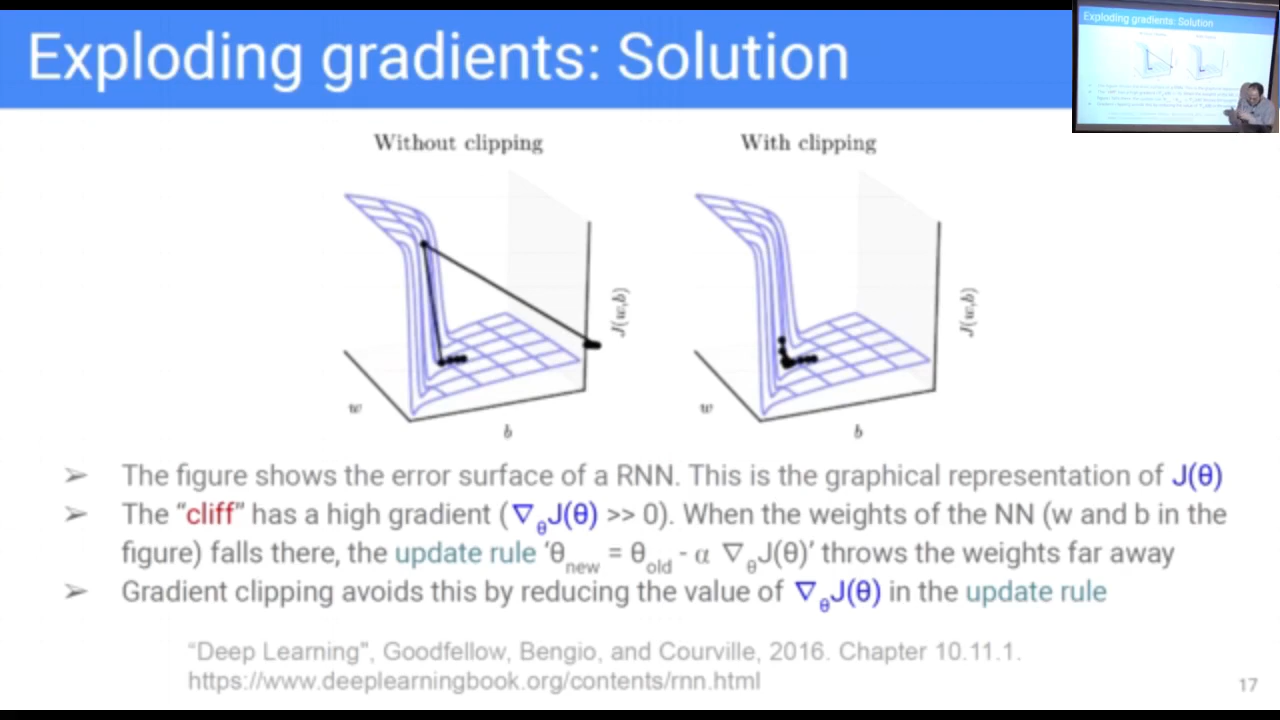 Exploding gradients: Solution
Exploding gradients: Solution
Without clipping
With clipping
J(w,b)
J(w,b)
w
w
b
b
➢ The figure shows the error surface of a RNN. This is the graphical representation of J(θ)
➢ The “cliff” has a high gradient (∇θJ(θ) >> 0). When the weights of the NN (w and b in the
figure) falls there, the update rule ‘θnew = θold - α ∇θJ(θ)’ throws the weights far away
➢ Gradient clipping avoids this by reducing the value of ∇θJ(θ) in the update rule
“Deep Learning", Goodfellow, Bengio, and Courville, 2016. Chapter 10.11.1.
https://www.deeplearningbook.org/contents/rnn.html
17